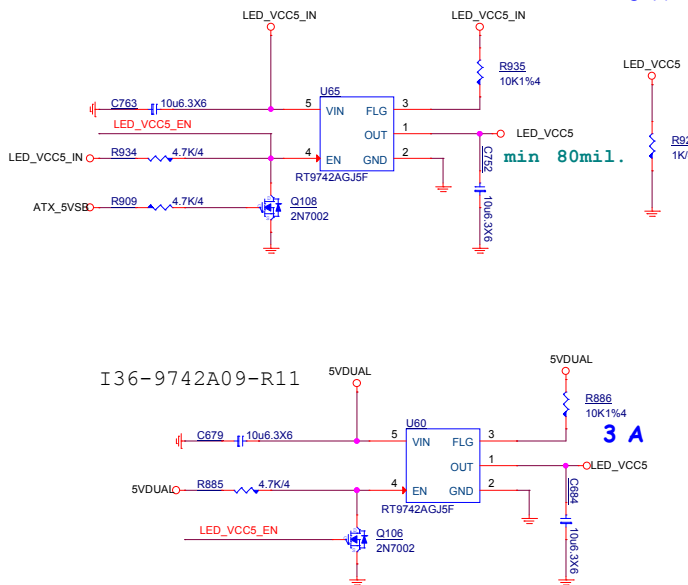 LED_VCC5_IN
LED_VCC5_IN
LED_VCC5
R935
10K1%4
U65
C763 10u6.3X6
5 VIN FLG 3
LED_VCC5_EN
OUT 1
LED_VCC5
LED_VCC5_IN R934 4.7K/4
4 EN GND 2
RT9742AGJ5F
C752
10u6.3X6
min 80mil.
1K/
ATX_5VSB R909 4.7K/4
Q108
2N7002
I36-9742A09-R11
5VDUAL
5VDUAL
R886
10K1%4
3 A
U60
C679 10u6.3X6
5 VIN FLG 3
OUT 1
LED_VCC5
5VDUAL R885 4.7K/4
4 EN GND 2
RT9742AGJ5F
C684
10u6.3X6
LED_VCC5_EN
Q106
2N7002